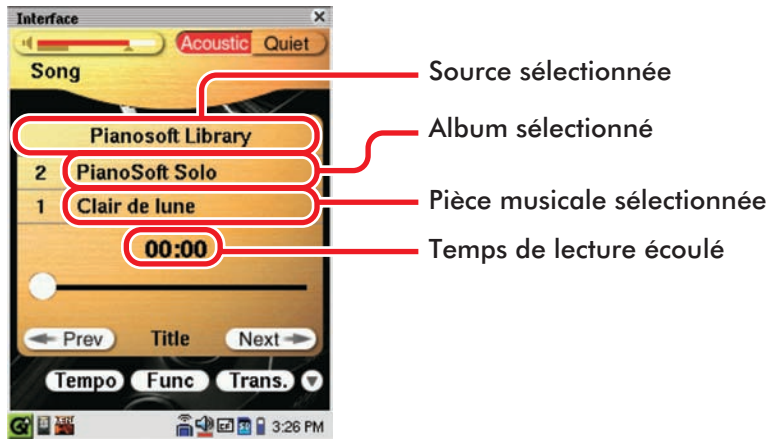 Interface
Acoustic Quiet
Song
Pianosoft Library
2 PianoSoft Solo
1 Clair de lune
00:00
Prev Title Next
Tempo Func Trans.
3:26 PM
Source sélectionnée
Album sélectionné
Pièce musicale sélectionnée
Temps de lecture écoulé